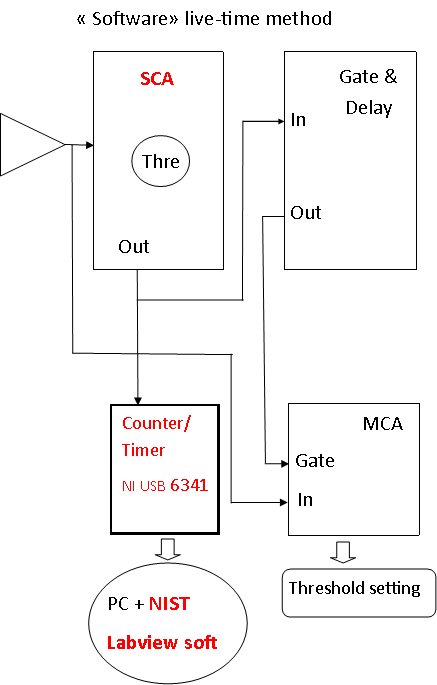 « Software» live-time method
SCA
Thre
Out
Gate &
Delay
In
Out
Counter/
Timer
NI USB 6341
MCA
Gate
In
PC + NIST
Labview soft
Threshold setting